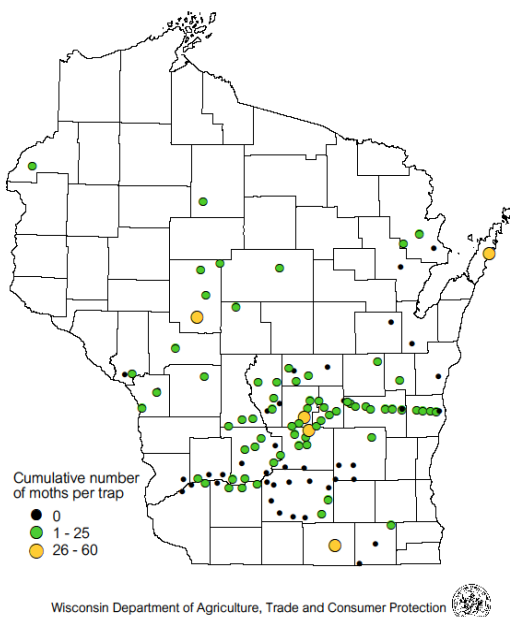 Cumulative number
of moths per trap
0
1 - 25
26 - 60
Wisconsin Department of Agriculture, Trade and Consumer Protection